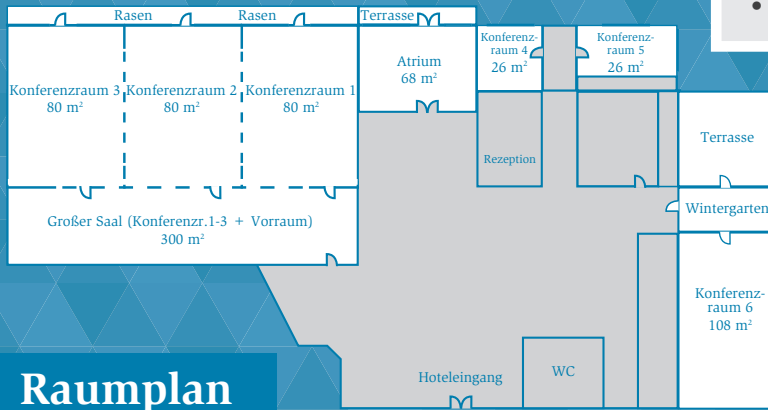 Rasen
Rasen
Terrasse
Konferenz-
raum 4
26 m²
Konferenz-
raum 5
26 m²
Atrium
68 m²
Konferenzraum 3
80 m²
Konferenzraum 2
80 m²
Konferenzraum 1
80 m²
Terrasse
Rezeption
Wintergarten
Großer Saal (Konferenzr.1-3 + Vorraum)
300 m²
Konferenz-
raum 6
108 m²
Hoteleingang
WC
Raumplan